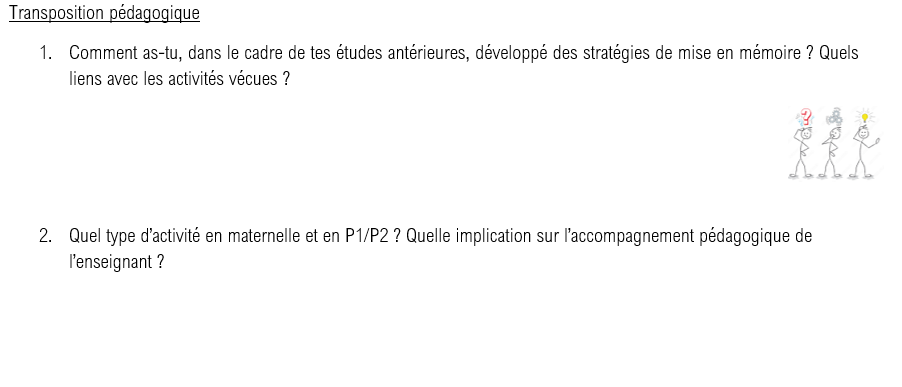 Transposition pédagogique
1. Comment as-tu, dans le cadre de tes études antérieures, développé des stratégies de mise en mémoire ? Quels
liens avec les activités vécues ?
2. Quel type d'activité en maternelle et en P1/P2 ? Quelle implication sur l'accompagnement pédagogique de
l'enseignant ?